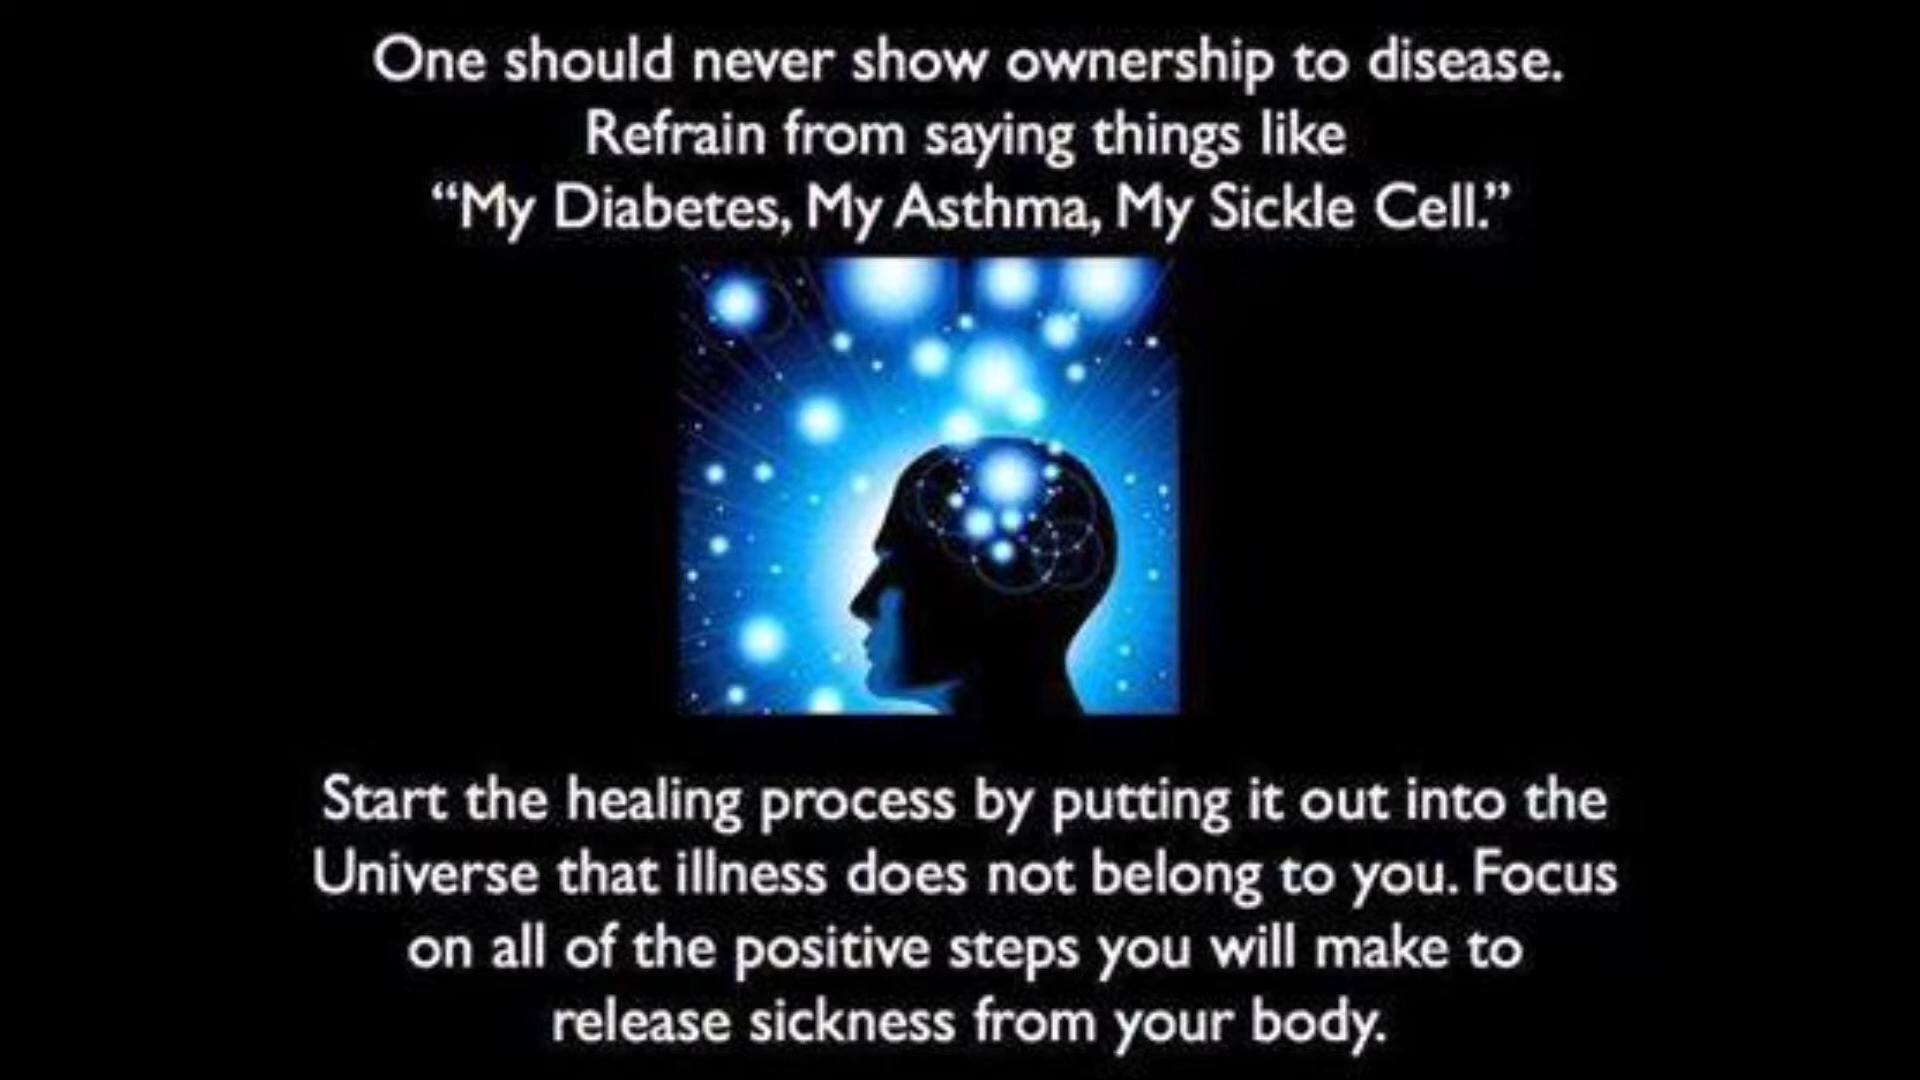 One should never show ownership to disease.
Refrain from saying things like
“My Diabetes, My Asthma, My Sickle Cell.”
Start the healing process by putting it out into the
Universe that illness does not belong to you. Focus
on all of the positive steps you will make to
release sickness from your body.